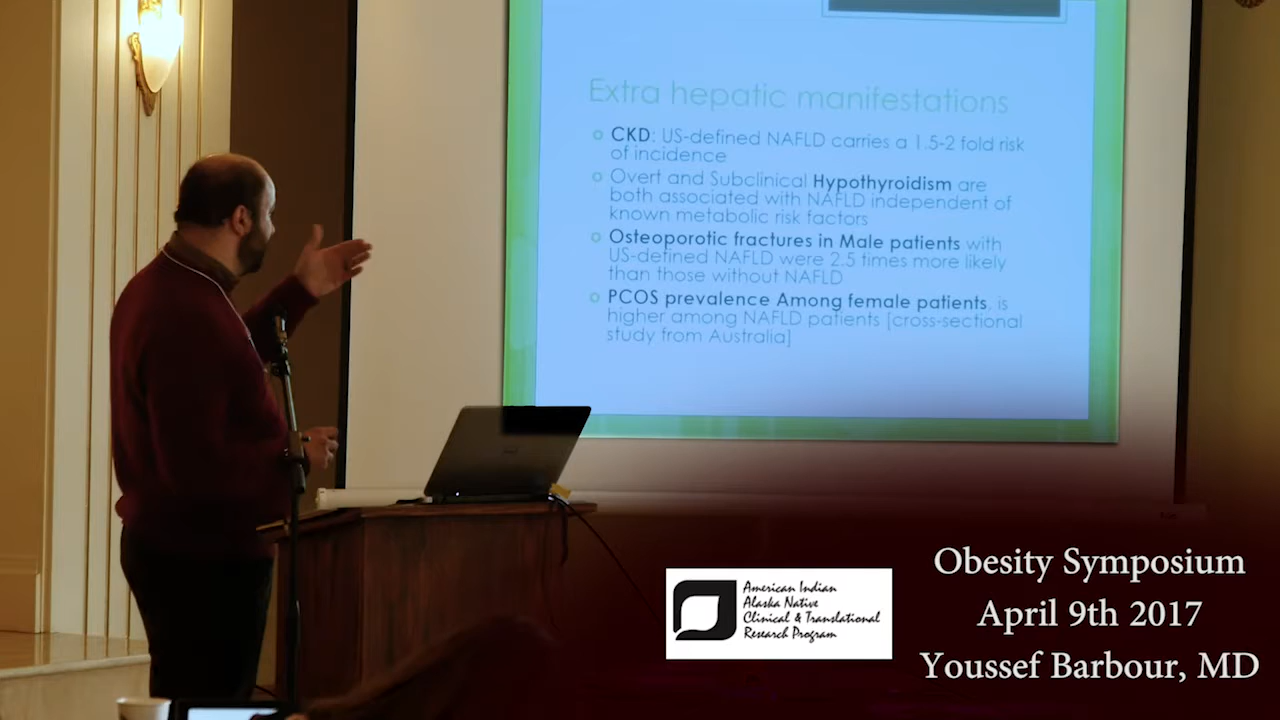 Extra hepatic manifestations
CKD: US-defined NAFLD carries a 1.5-2 fold risk
of incidence
Overt and Subclinical Hypothyroidism are
both associated with NAFLD independent of
known metabolic risk factors
Osteoporotic fractures in Male patients with
US-defined NAFLD were 2.5 times more likely
than those without NAFLD
PCOS prevalence Among female patients, is
higher among NAFLD patients [cross-sectional
study from Australia]
American Indian
Alaska Native
Clinical & Translational
Research Program
Obesity Symposium
April 9th 2017
Youssef Barbour, MD